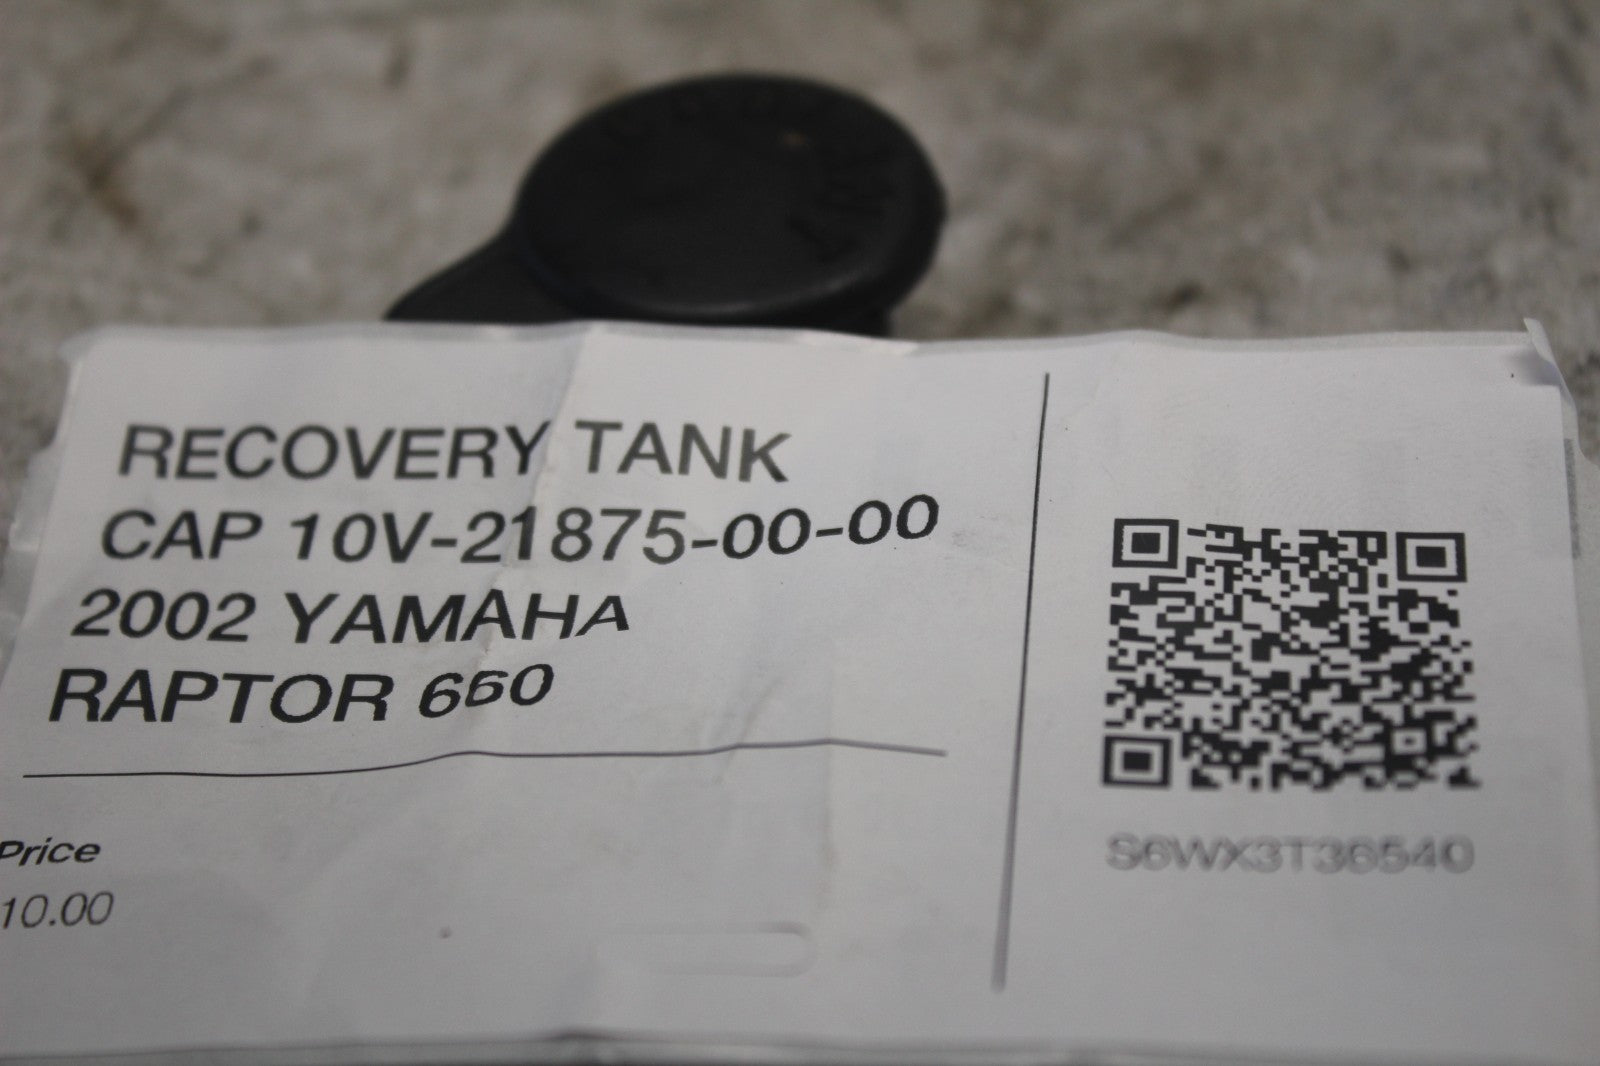 RECOVERY TANK
CAP 10V-21875-00-00
2002 YAMAHA
RAPTOR 660
Price
10.00
S6WX3T36540